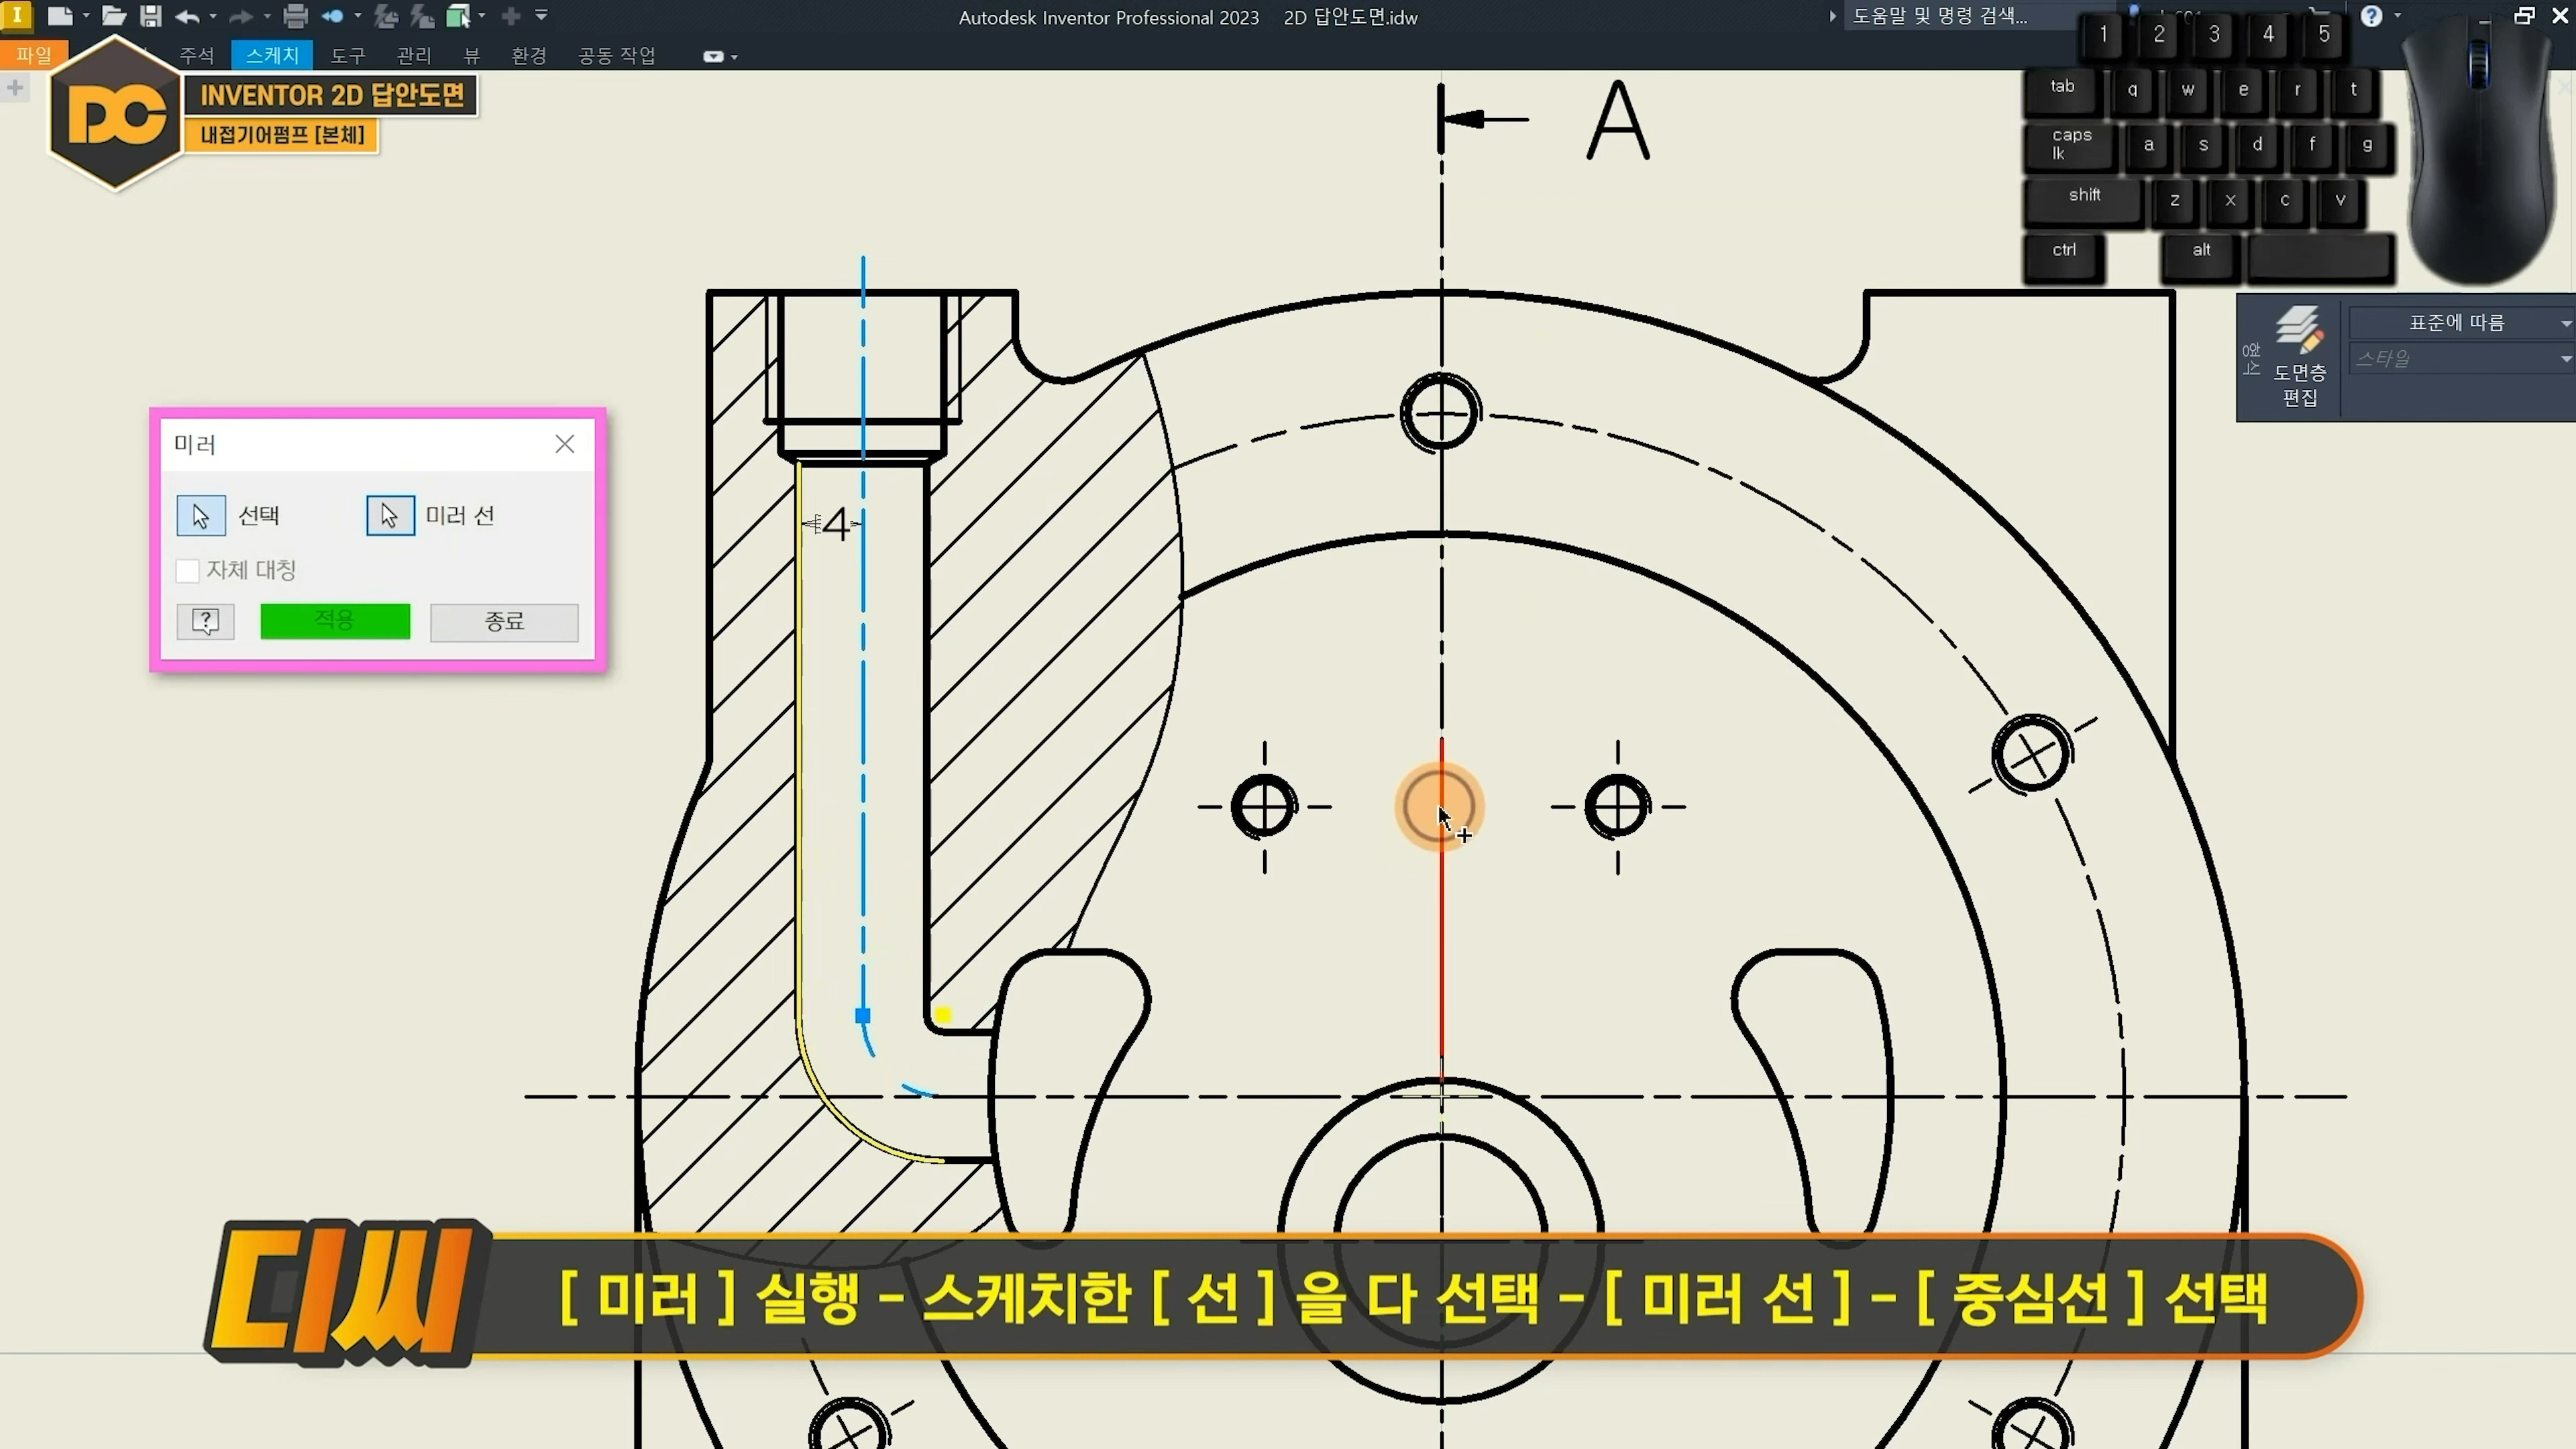 Autodesk Inventor Professional 2023 2D 답안도면.idw
도움말 및 명령 검색...
파일 주석 스케치 도구 관리 뷰 환경 공동 작업
DC
INVENTOR 2D 답안도면
내접기어펌프 [본체]
1 2 3 4 5
tab q w e r t
caps lk a s d f g
shift z x c v
ctrl alt
A
표준에 따름
스타일
형식
도면층
편집
미러
선택 미러 선
자체 대칭
적용 종료
4
디씨
[ 미러 ] 실행 - 스케치한 [ 선 ] 을 다 선택 - [ 미러 선 ] - [ 중심선 ] 선택